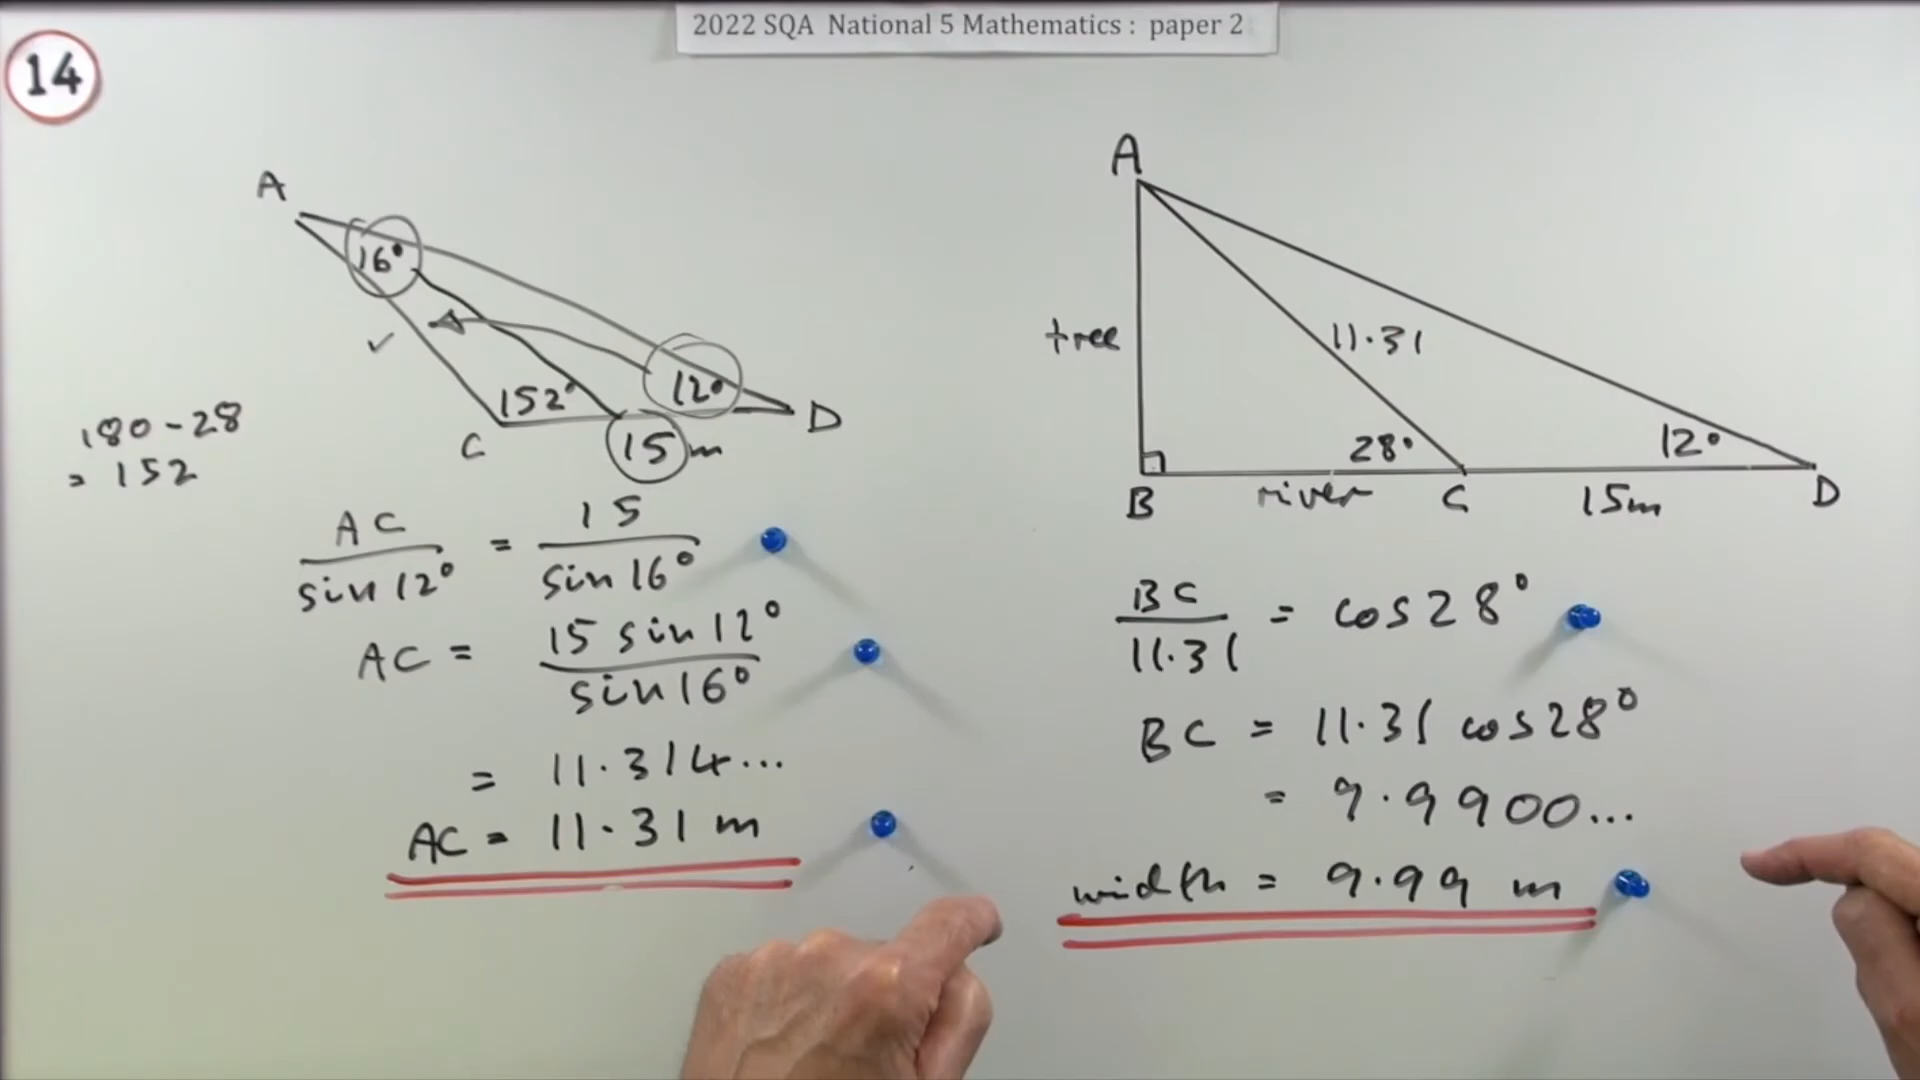 2022 SQA National 5 Mathematics : paper 2
14
A
16°
152°
12°
C
15 m
D
180 - 28
= 152
AC / sin 12° = 15 / sin 16°
AC = 15 sin 12° / sin 16°
= 11.314...
AC = 11.31 m
A
tree
11.31
28°
12°
B
river
C
15m
D
BC / 11.31 = cos 28°
BC = 11.31 cos 28°
= 9.9900...
width = 9.99 m